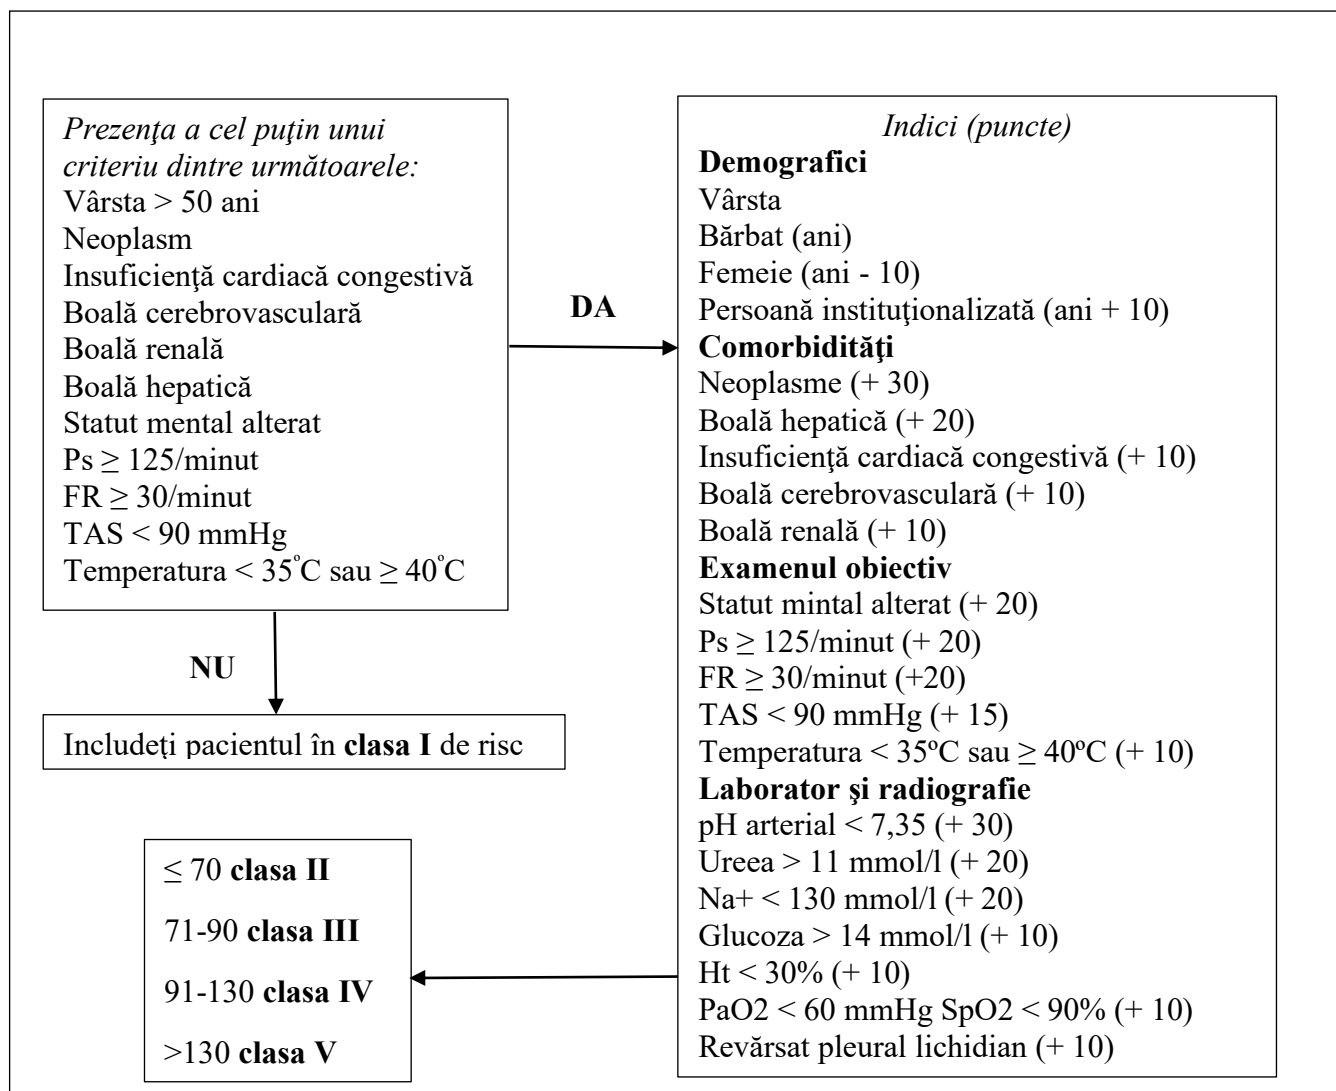 Prezenţa a cel puţin unui
criteriu dintre următoarele:
Vârsta > 50 ani
Neoplasm
Insuficienţă cardiacă congestivă
Boală cerebrovasculară
Boală renală
Boală hepatică
Statut mental alterat
Ps ≥ 125/minut
FR ≥ 30/minut
TAS < 90 mmHg
Temperatura < 35°C sau ≥ 40°C
DA
NU
Includeți pacientul în clasa I de risc
Indici (puncte)
Demografici
Vârsta
Bărbat (ani)
Femeie (ani - 10)
Persoană instituţionalizată (ani + 10)
Comorbidităţi
Neoplasme (+ 30)
Boală hepatică (+ 20)
Insuficienţă cardiacă congestivă (+ 10)
Boală cerebrovasculară (+ 10)
Boală renală (+ 10)
Examenul obiectiv
Statut mintal alterat (+ 20)
Ps ≥ 125/minut (+ 20)
FR ≥ 30/minut (+20)
TAS < 90 mmHg (+ 15)
Temperatura < 35ºC sau ≥ 40ºC (+ 10)
Laborator şi radiografie
pH arterial < 7,35 (+ 30)
Ureea > 11 mmol/l (+ 20)
Na+ < 130 mmol/l (+ 20)
Glucoza > 14 mmol/l (+ 10)
Ht < 30% (+ 10)
PaO2 < 60 mmHg SpO2 < 90% (+ 10)
Revărsat pleural lichidian (+ 10)
≤ 70 clasa II
71-90 clasa III
91-130 clasa IV
>130 clasa V